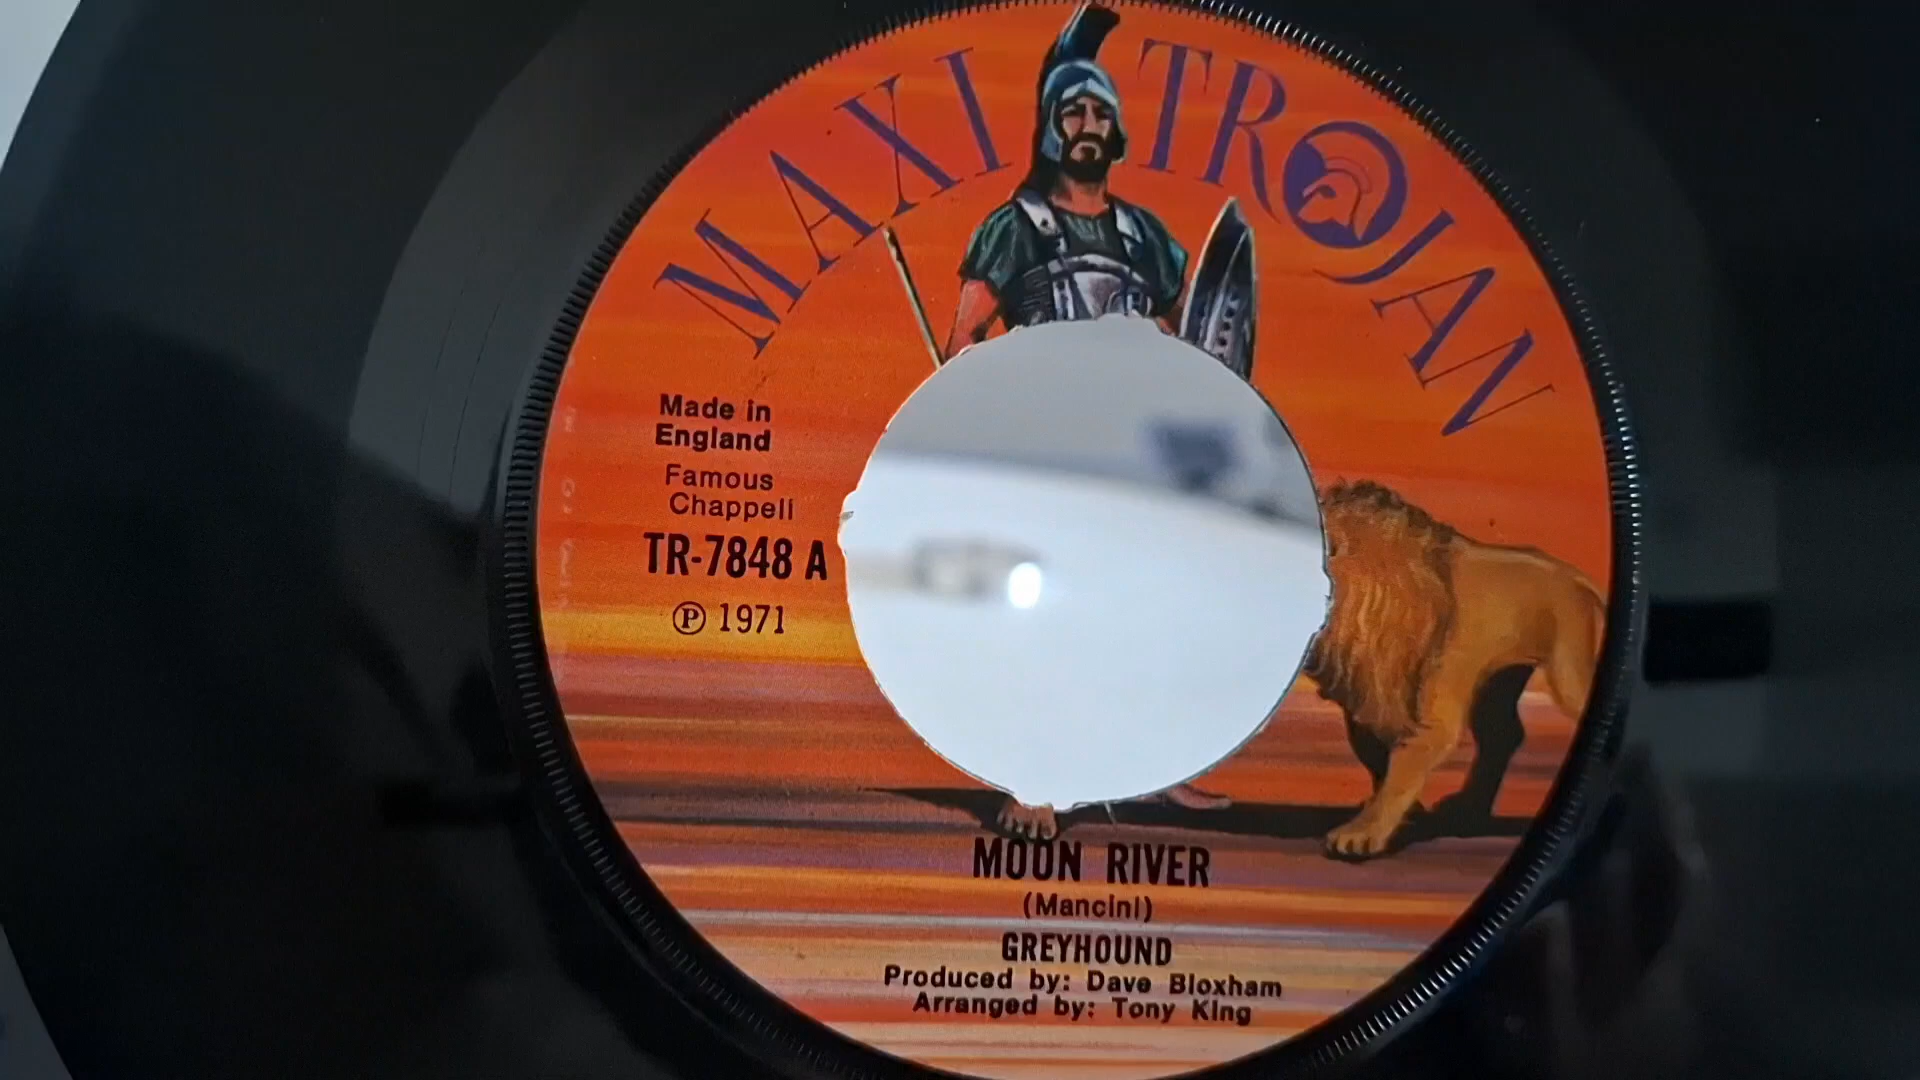 MAXI TROJAN
Made in
England
Famous
Chappell
TR-7848 A
Ⓟ 1971
MOON RIVER
(Mancini)
GREYHOUND
Produced by: Dave Bloxham
Arranged by: Tony King